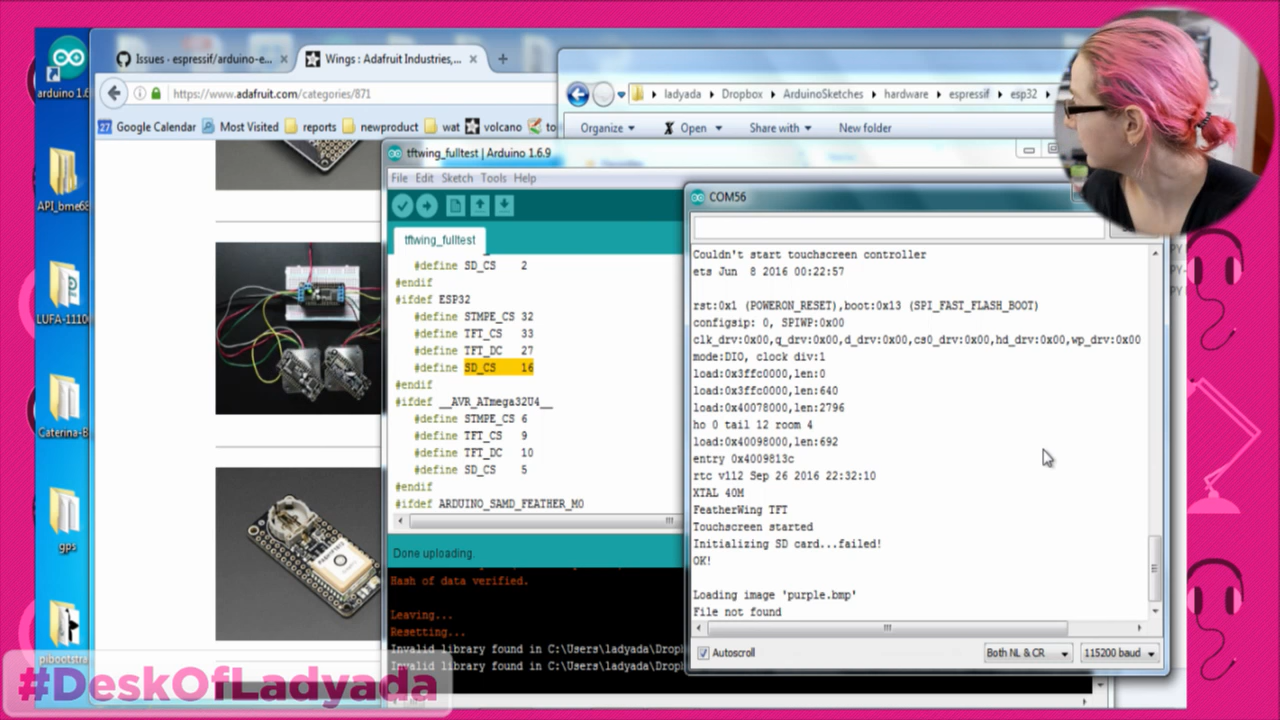 arduino 1.6
API_bme68
LUFA-11100
Caterina-B
gps
pibootstra
Issues · espressif/arduino-e...
Wings : Adafruit Industries,...
https://www.adafruit.com/categories/871
27 Google Calendar
Most Visited
reports
newproduct
wat
volcano
to
ladyada
Dropbox
ArduinoSketches
hardware
espressif
esp32
Organize
Open
Share with
New folder
tftwing_fulltest | Arduino 1.6.9
File Edit Sketch Tools Help
tftwing_fulltest
#define SD_CS 2
#endif
#ifdef ESP32
#define STMPE_CS 32
#define TFT_CS 33
#define TFT_DC 27
#define SD_CS 16
#endif
#ifdef __AVR_ATmega32U4__
#define STMPE_CS 6
#define TFT_CS 9
#define TFT_DC 10
#define SD_CS 5
#endif
#ifdef ARDUINO_SAMD_FEATHER_M0
Done uploading.
Hash of data verified.
Leaving...
Resetting...
Invalid library found in C:\Users\ladyada\Dropb
Invalid library found in C:\Users\ladyada\Dropb
COM56
Couldn't start touchscreen controller
ets Jun 8 2016 00:22:57
rst:0x1 (POWERON_RESET),boot:0x13 (SPI_FAST_FLASH_BOOT)
configsip: 0, SPIWP:0x00
clk_drv:0x00,q_drv:0x00,d_drv:0x00,cs0_drv:0x00,hd_drv:0x00,wp_drv:0x00
mode:DIO, clock div:1
load:0x3ffc0000,len:0
load:0x3ffc0000,len:640
load:0x40078000,len:2796
ho 0 tail 12 room 4
load:0x40098000,len:692
entry 0x4009813c
rtc v112 Sep 26 2016 22:32:10
XTAL 40M
FeatherWing TFT
Touchscreen started
Initializing SD card...failed!
OK!
Loading image 'purple.bmp'
File not found
Autoscroll
Both NL & CR
115200 baud
#DeskOfLadyada